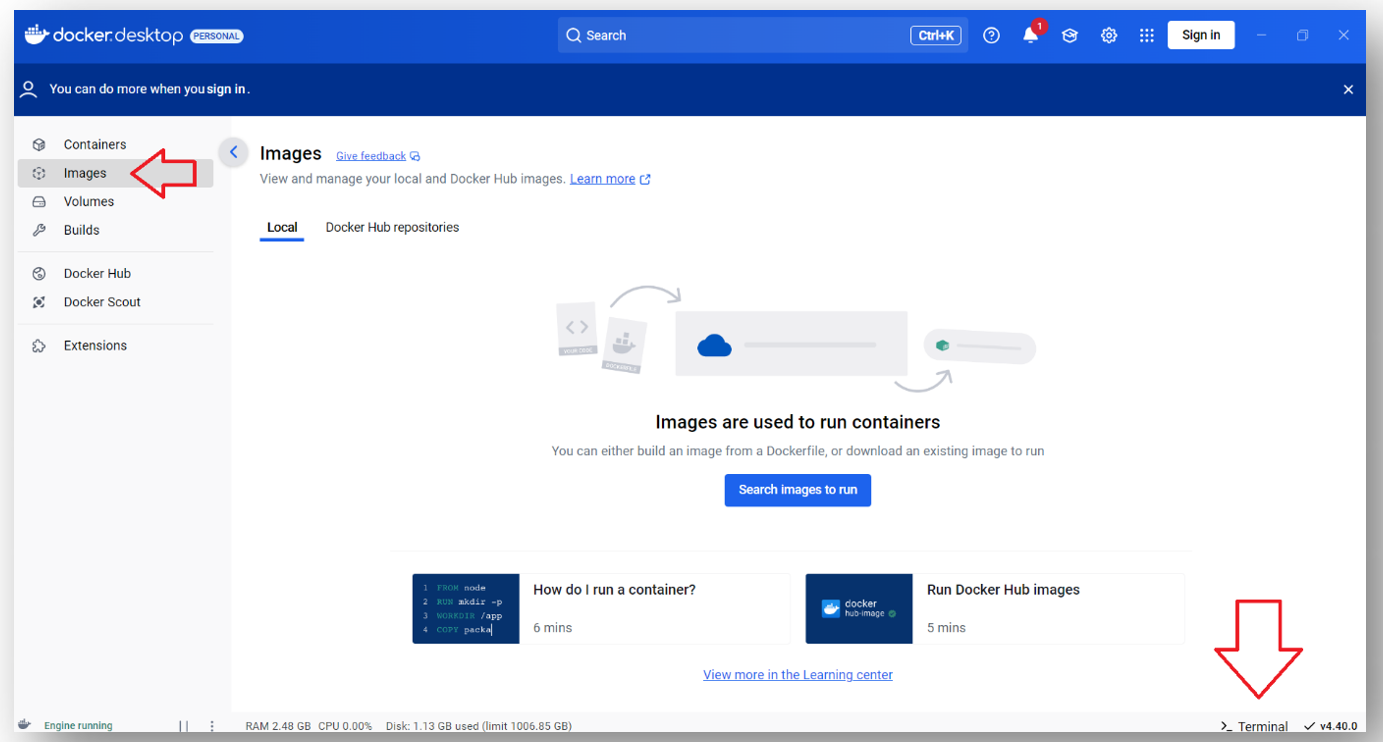 docker.desktop PERSONAL
Search
Ctrl+K
1
Sign in
You can do more when you sign in.
Containers
Images
Volumes
Builds
Docker Hub
Docker Scout
Extensions
Images Give feedback
View and manage your local and Docker Hub images. Learn more
Local Docker Hub repositories
YOUR CODE
DOCKERFILE
Images are used to run containers
You can either build an image from a Dockerfile, or download an existing image to run
Search images to run
1 FROM node
2 RUN mkdir -p
3 WORKDIR /app
4 COPY packa
How do I run a container?
6 mins
docker
hub-image
Run Docker Hub images
5 mins
View more in the Learning center
Engine running
RAM 2.48 GB CPU 0.00% Disk: 1.13 GB used (limit 1006.85 GB)
>_ Terminal
v4.40.0